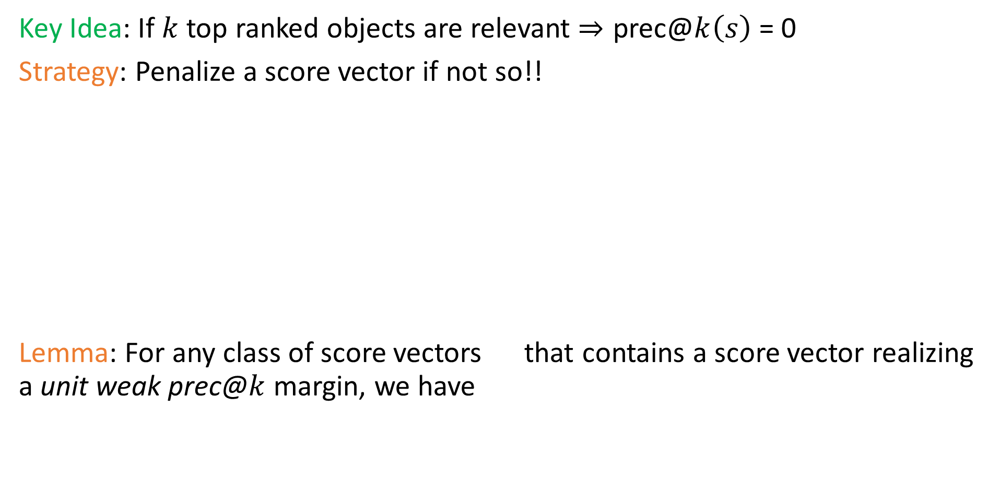 Key Idea: If k top ranked objects are relevant ⇒ prec@k(s) = 0
Strategy: Penalize a score vector if not so!!
Lemma: For any class of score vectors that contains a score vector realizing
a unit weak prec@k margin, we have